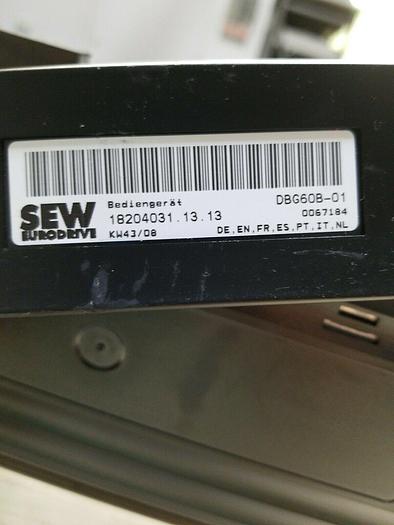 SEW
EURODRIVE
Bediengerät
18204031.13.13
KW43/08
DBG60B-01
0067184
DE,EN,FR,ES,PT,IT,NL